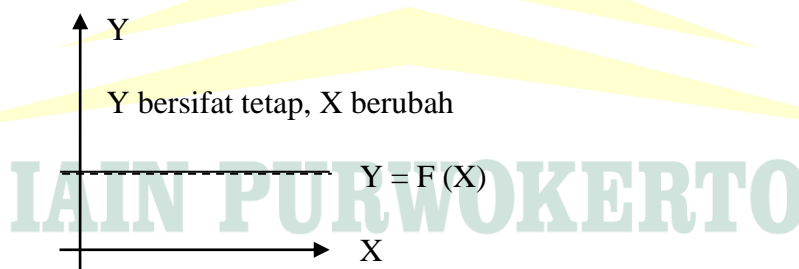 Y
Y bersifat tetap, X berubah
Y = F (X)
IAIN PURWOKERTO
X